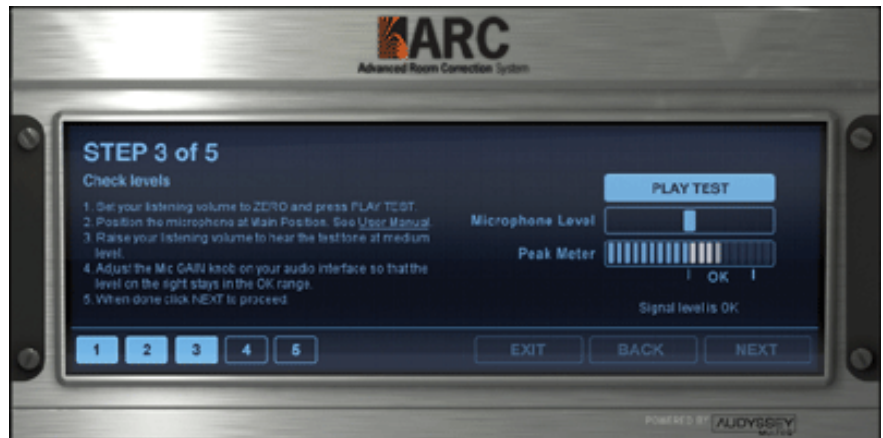 ARC
Advanced Room Correction System
STEP 3 of 5
Check levels
1. Set your listening volume to ZERO and press PLAY TEST.
2. Position the microphone at Main Position. See User Manual.
3. Raise your listening volume to hear the test tone at medium
level.
4. Adjust the Mic GAIN knob on your audio interface so that the
level on the right stays in the OK range.
5. When done click NEXT to proceed
PLAY TEST
Microphone Level
Peak Meter
OK
Signal level is OK
1 2 3 4 5
EXIT BACK NEXT
POWERED BY AUDYSSEY